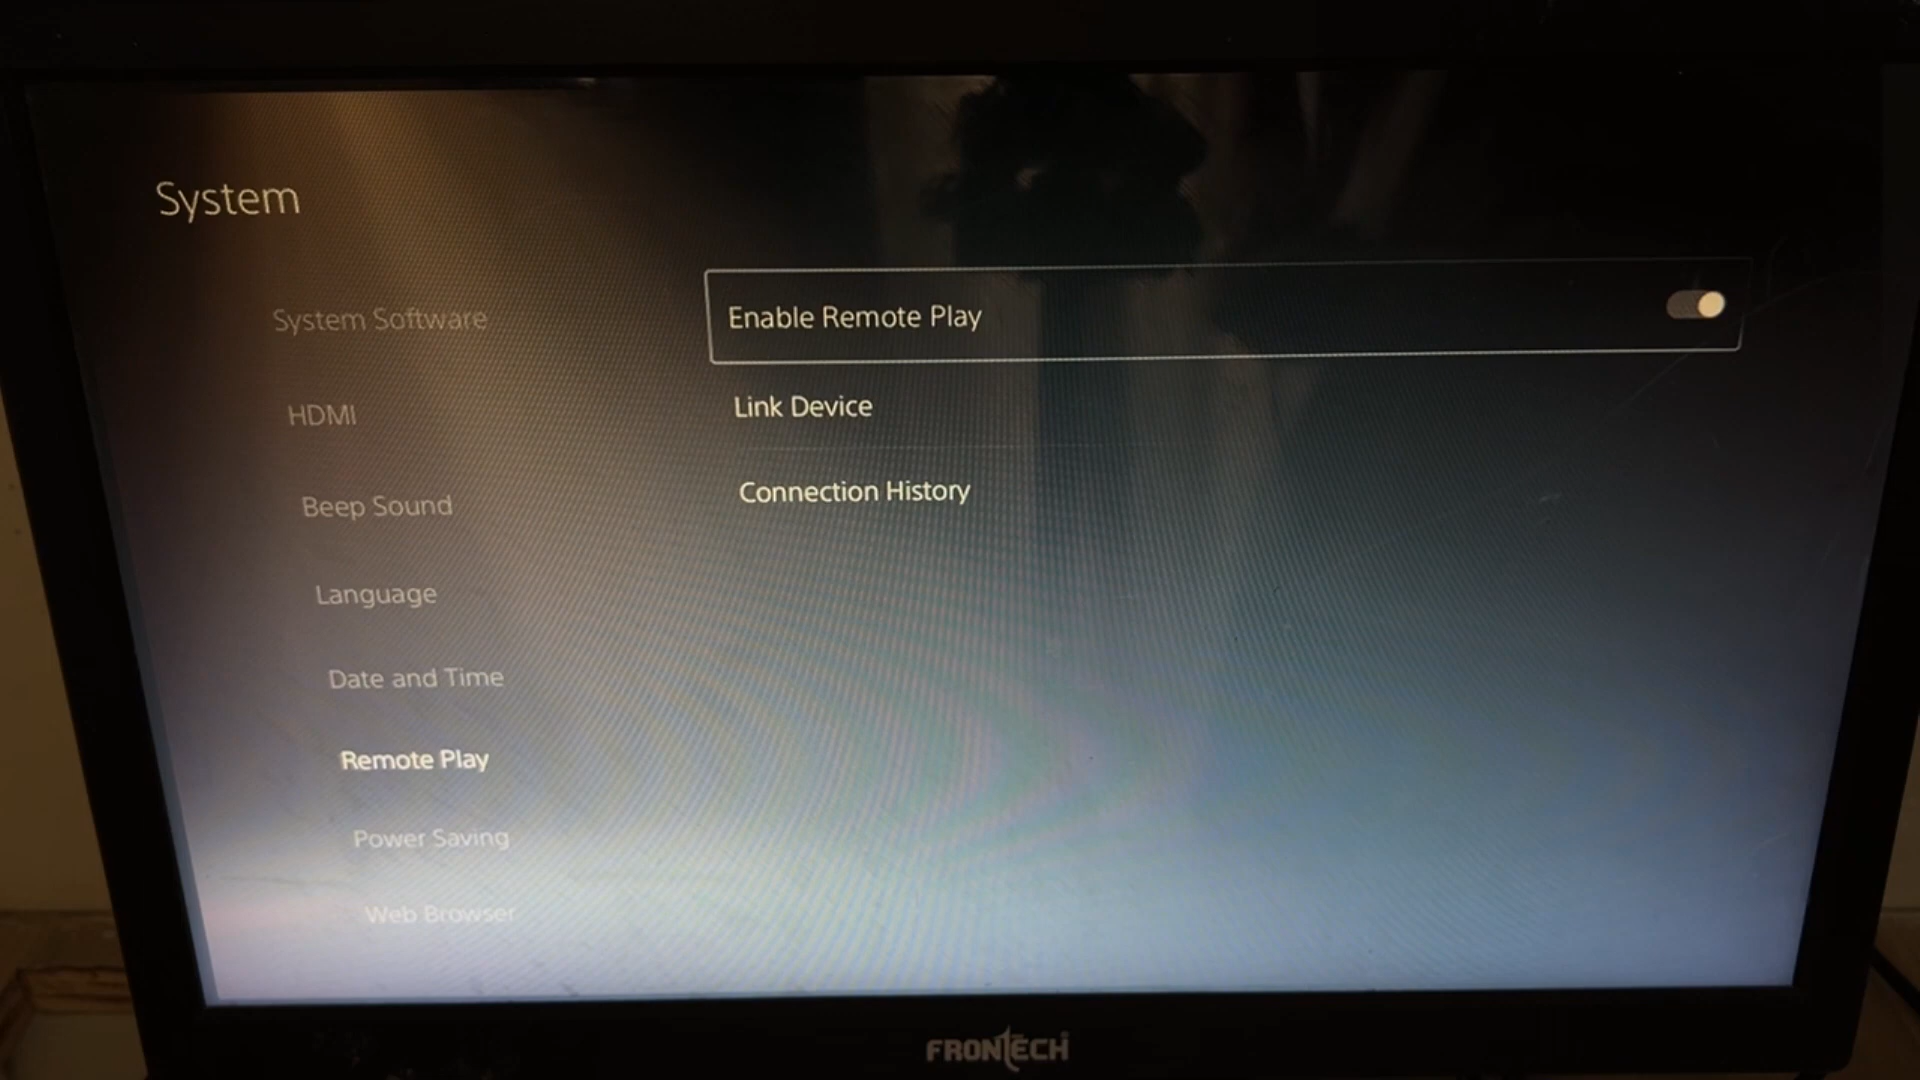 System
System Software
HDMI
Beep Sound
Language
Date and Time
Remote Play
Power Saving
Web Browser
Enable Remote Play
Link Device
Connection History
FRONTECH